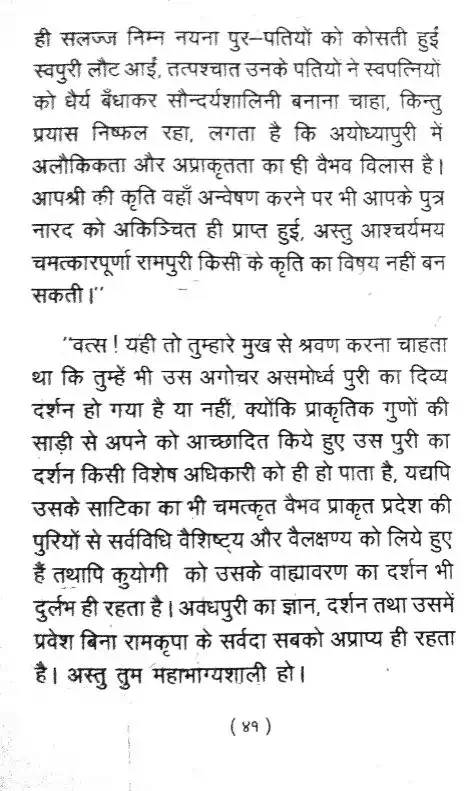 ही सलज्ज निम्न नयना पुर-पतियों को कोसती हुई
स्वपुरी लौट आईं, तत्पश्चात उनके पतियो ने स्वपत्नियों
को धैर्य बँधाकर सौन्दर्यशालिनी बनाना चाहा, किन्तु
प्रयास निष्फल रहा, लगता है कि अयोध्यापुरी में
अलौकिकता और अप्राकृतता का ही वैभव विलास है।
आपश्री की कृति वहाँ अन्वेषण करने पर भी आपके पुत्र
नारद को अकिञ्चित ही प्राप्त हुई, अस्तु आश्चर्यमय
चमत्कारपूर्णा रामपुरी किसी के कृति का विषय नहीं बन
सकती।"
"वत्स ! यही तो तुम्हारे मुख से श्रवण करना चाहता
था कि तुम्हें भी उस अगोचर असमोर्ध्व पुरी का दिव्य
दर्शन हो गया है या नहीं, क्योंकि प्राकृतिक गुणों की
साड़ी से अपने को आच्छादित किये हुए उस पुरी का
दर्शन किसी विशेष अधिकारी को ही हो पाता है, यद्यपि
उसके साटिका का भी चमत्कृत वैभव प्राकृत प्रदेश की
पुरियों से सर्वविधि वैशिष्ट्य और वैलक्षण्य को लिये हुए
हैं तथापि कुयोगी को उसके वाह्यावरण का दर्शन भी
दुर्लभ ही रहता है। अवधपुरी का ज्ञान, दर्शन तथा उसमें
प्रवेश बिना रामकृपा के सर्वदा सबको अप्राप्य ही रहता
है। अस्तु तुम महाभाग्यशाली हो।
( ४१ )